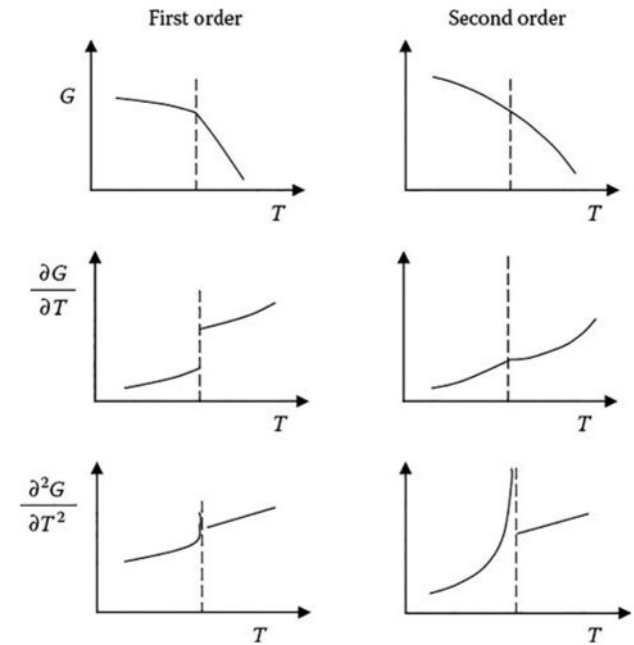 First order
Second order
G
T
T
∂G
∂T
T
T
∂²G
∂T²
T
T